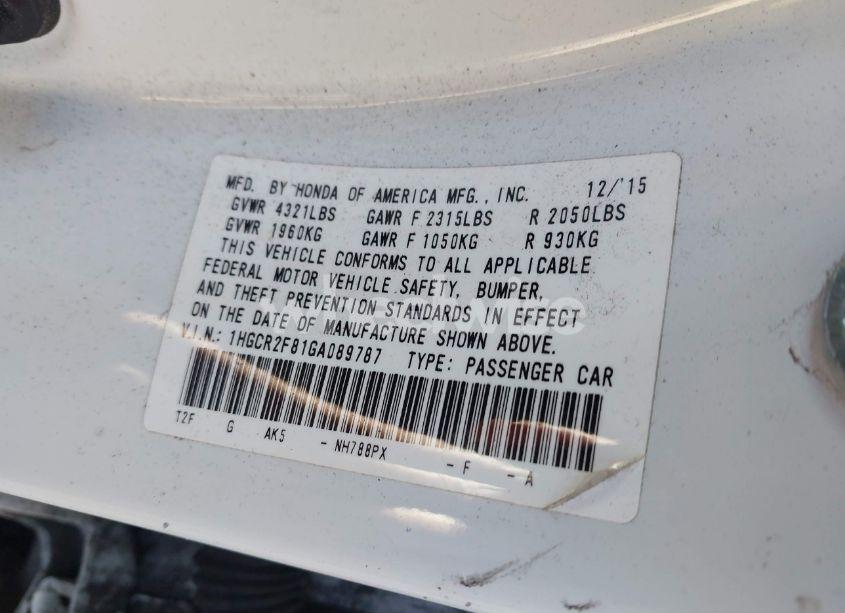 MFD. BY HONDA OF AMERICA MFG., INC. 12/'15
GVWR 4321LBS GAWR F 2315LBS R 2050LBS
GVWR 1960KG GAWR F 1050KG R 930KG
THIS VEHICLE CONFORMS TO ALL APPLICABLE
FEDERAL MOTOR VEHICLE SAFETY, BUMPER,
AND THEFT PREVENTION STANDARDS IN EFFECT
ON THE DATE OF MANUFACTURE SHOWN ABOVE.
V.I.N.: 1HGCR2F81GA089787 TYPE: PASSENGER CAR
T2F G AK5 - NH788PX - F - A